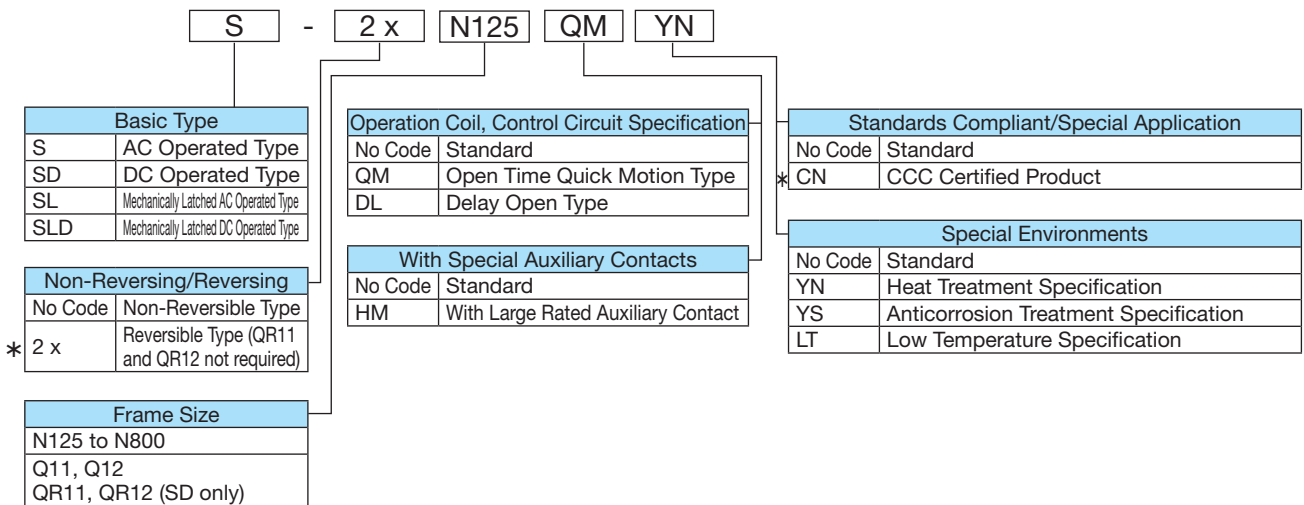 S - 2 x N125 QM YN
Basic Type
S AC Operated Type
SD DC Operated Type
SL Mechanically Latched AC Operated Type
SLD Mechanically Latched DC Operated Type
Non-Reversing/Reversing
No Code Non-Reversible Type
* 2 x Reversible Type (QR11
and QR12 not required)
Frame Size
N125 to N800
Q11, Q12
QR11, QR12 (SD only)
Operation Coil, Control Circuit Specification
No Code Standard
QM Open Time Quick Motion Type
DL Delay Open Type
With Special Auxiliary Contacts
No Code Standard
HM With Large Rated Auxiliary Contact
Standards Compliant/Special Application
No Code Standard
* CN CCC Certified Product
Special Environments
No Code Standard
YN Heat Treatment Specification
YS Anticorrosion Treatment Specification
LT Low Temperature Specification